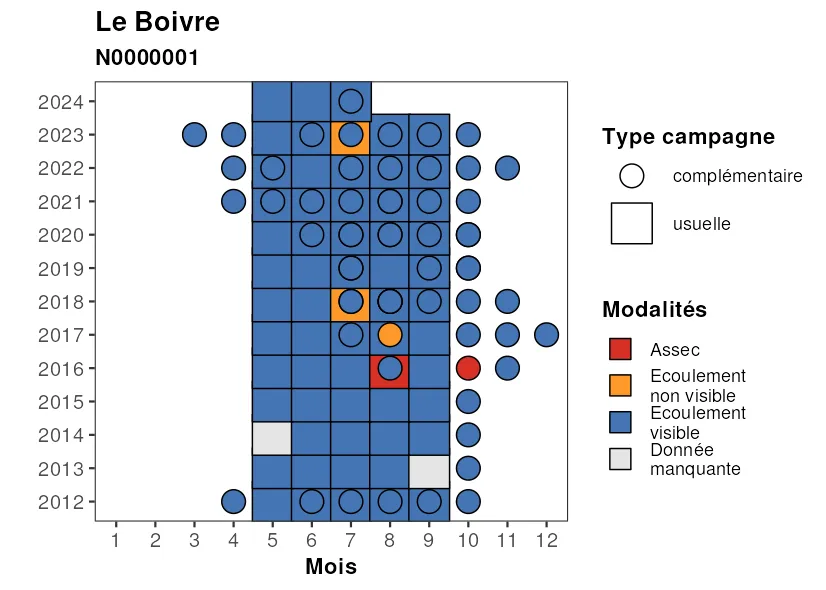 Le Boivre
N0000001
2024
2023
2022
2021
2020
2019
2018
2017
2016
2015
2014
2013
2012
1 2 3 4 5 6 7 8 9 10 11 12
Mois
Type campagne
complémentaire
usuelle
Modalités
Assec
Ecoulement
non visible
Ecoulement
visible
Donnée
manquante